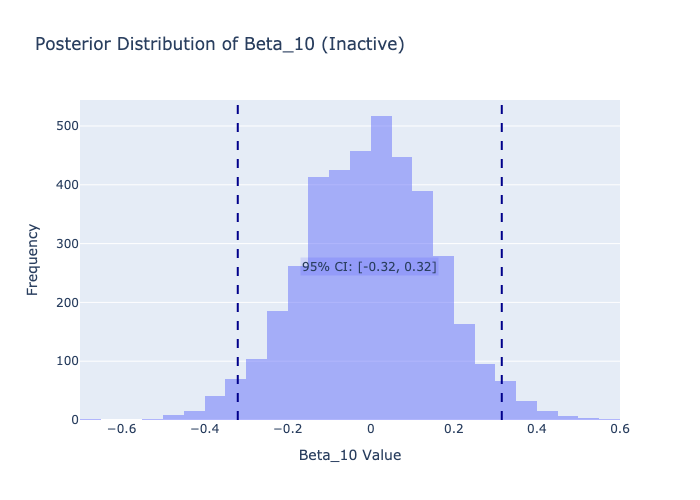 Posterior Distribution of Beta_10 (Inactive)
500
400
300
200
100
0
Frequency
95% CI: [-0.32, 0.32]
−0.6 −0.4 −0.2 0 0.2 0.4 0.6
Beta_10 Value